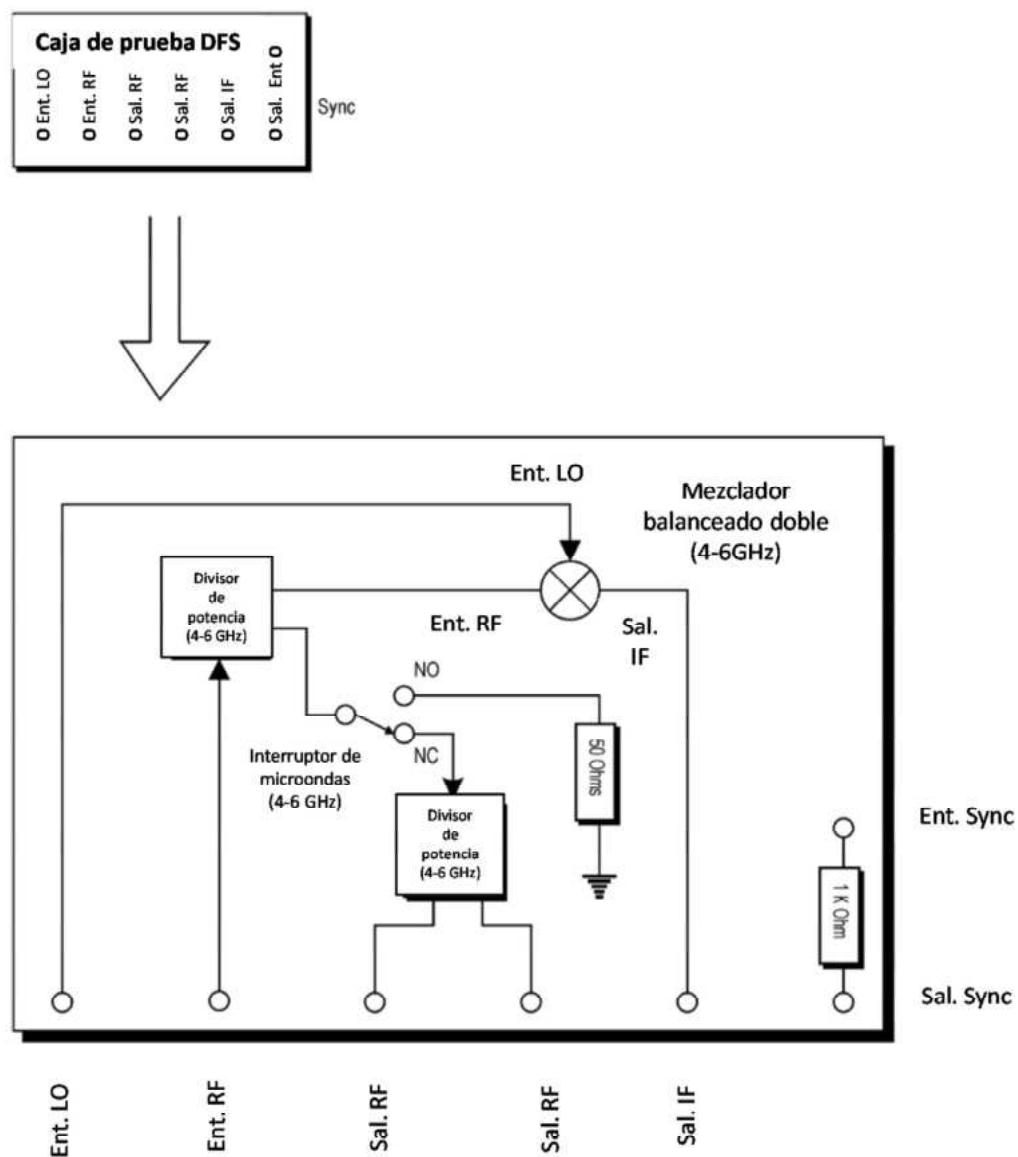 Caja de prueba DFS
O Ent. LO
O Ent. RF
O Sal. RF
O Sal. RF
O Sal. IF
O Sal. Ent O
Sync
Ent. LO
Mezclador
balanceado doble
(4-6GHz)
Divisor
de
potencia
(4-6 GHz)
Ent. RF
Sal.
IF
NO
NC
Interruptor de
microondas
(4-6 GHz)
50 Ohms
Divisor
de
potencia
(4-6 GHz)
Ent. Sync
1 K Ohm
Sal. Sync
Ent. LO
Ent. RF
Sal. RF
Sal. RF
Sal. IF